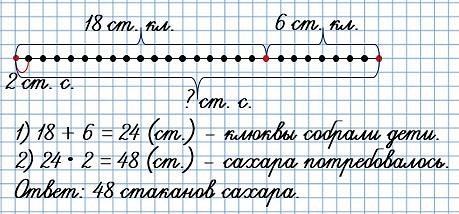 18 ст. кл. 6 ст. кл.
2 ст. с.
? ст. с.
1) 18 + 6 = 24 (ст.) – клюквы собрали дети.
2) 24 · 2 = 48 (ст.) – сахара потребовалось.
Ответ: 48 стаканов сахара.